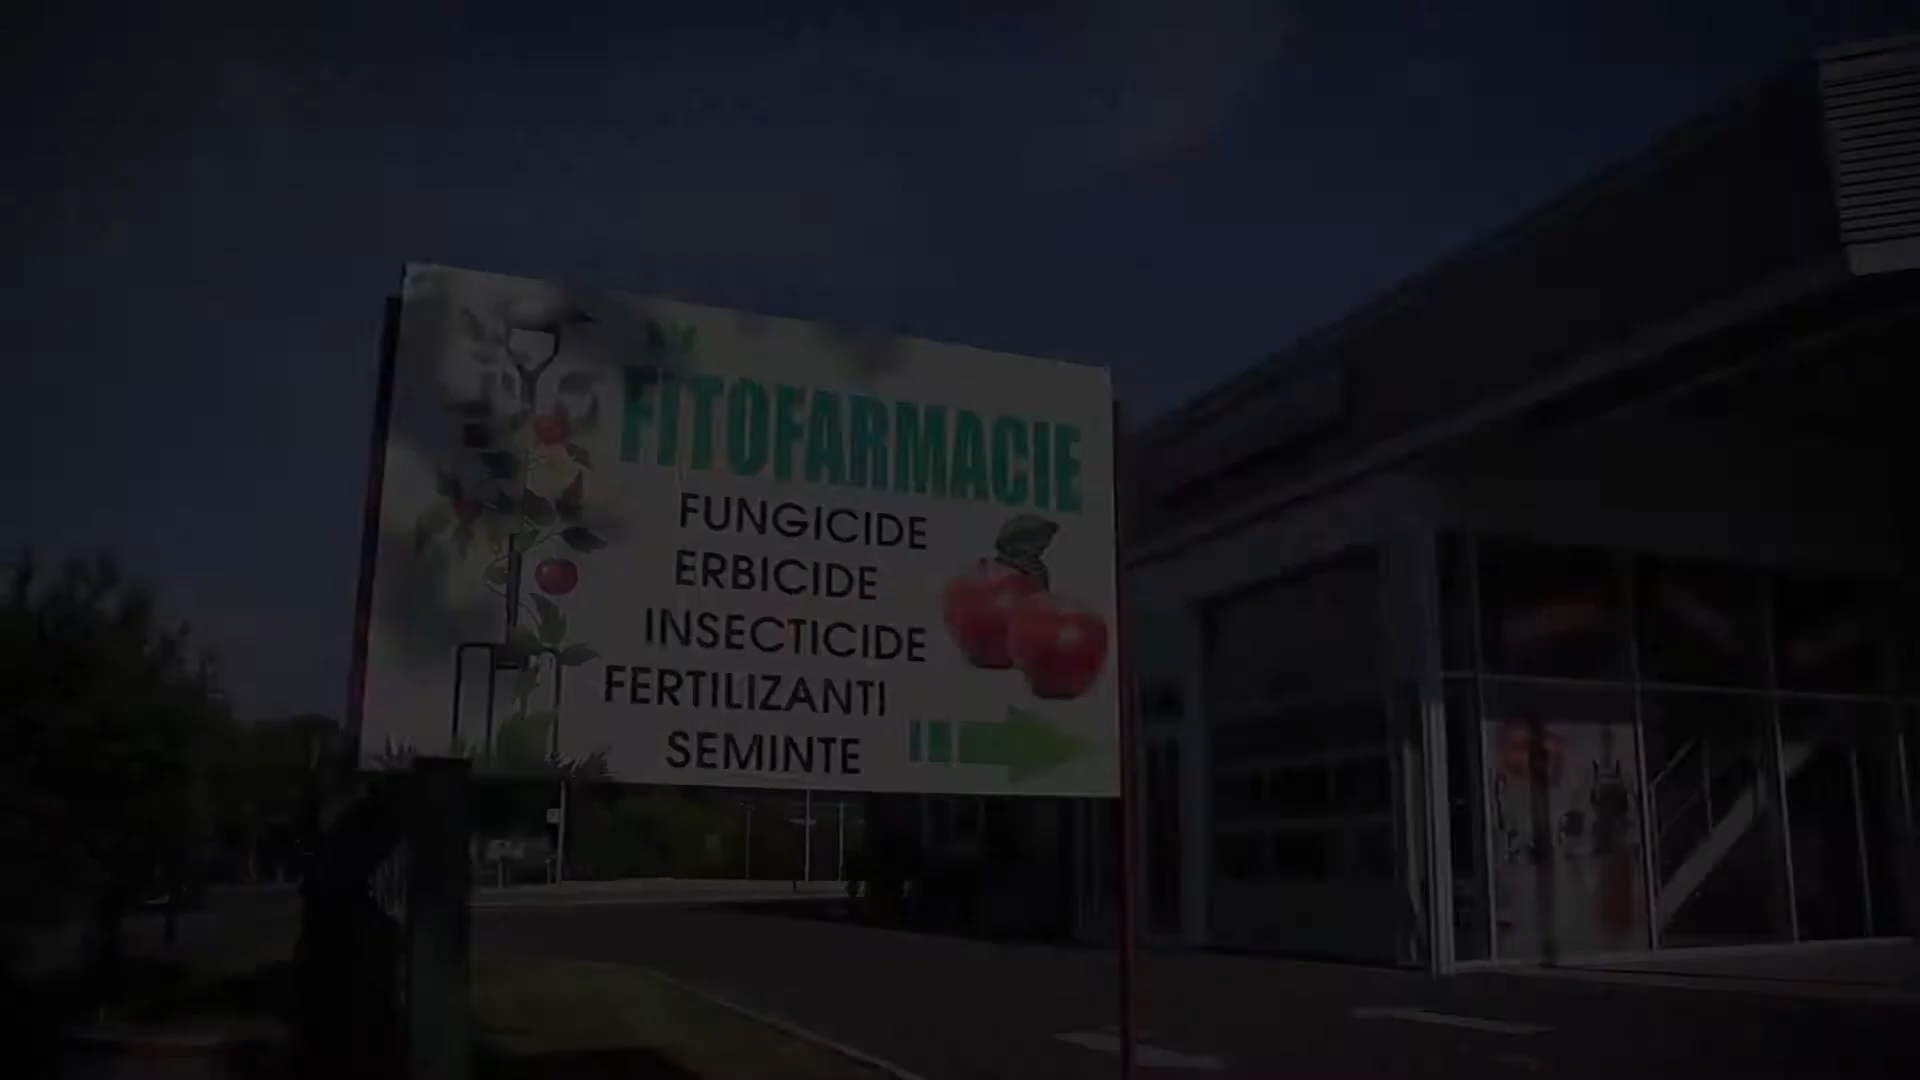 FITOFARMACIE
FUNGICIDE
ERBICIDE
INSECTICIDE
FERTILIZANTI
SEMINTE